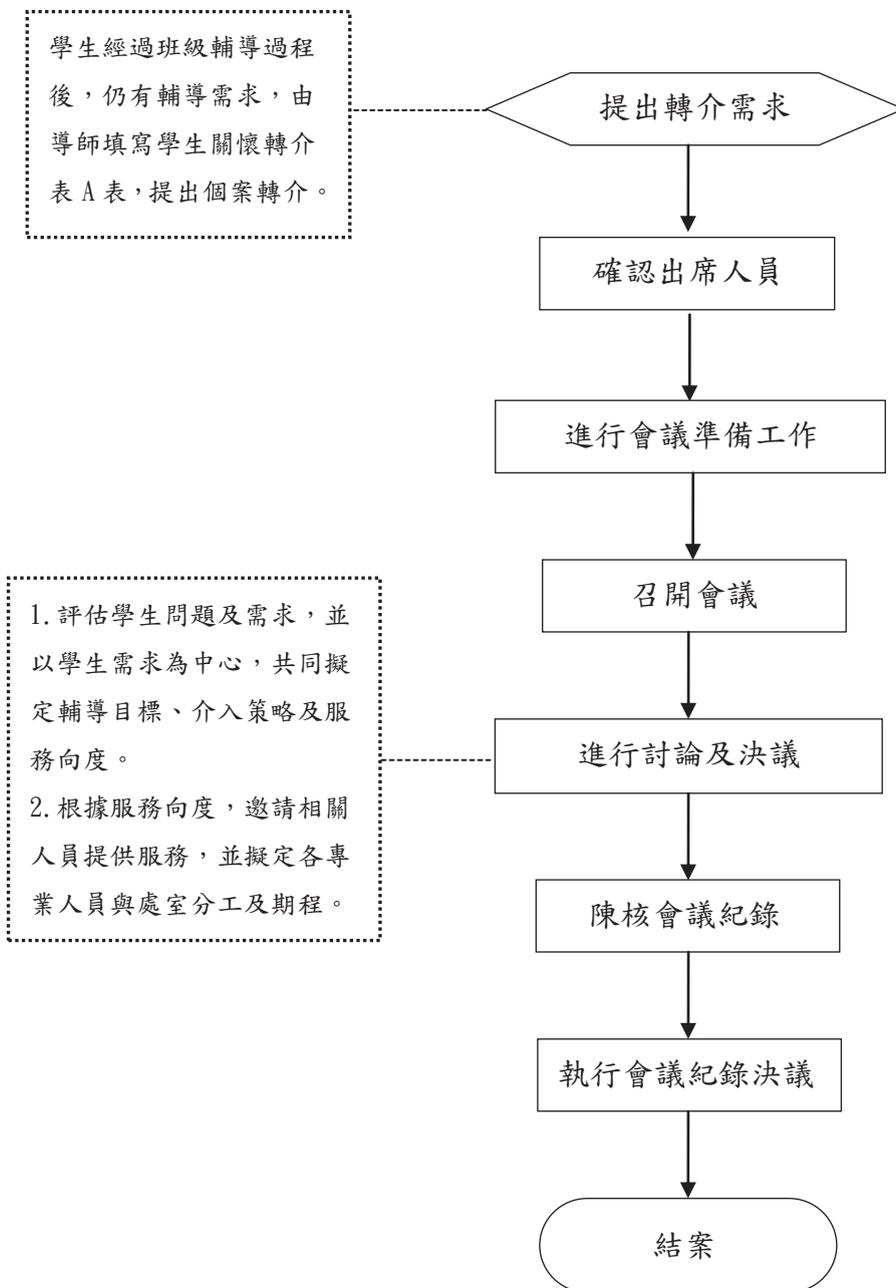 學生經過班級輔導過程
後，仍有輔導需求，由
導師填寫學生關懷轉介
表 A 表，提出個案轉介。
提出轉介需求
確認出席人員
進行會議準備工作
召開會議
1.評估學生問題及需求，並
以學生需求為中心，共同擬
定輔導目標、介入策略及服
務向度。
2.根據服務向度，邀請相關
人員提供服務，並擬定各專
業人員與處室分工及期程。
進行討論及決議
陳核會議紀錄
執行會議紀錄決議
結案